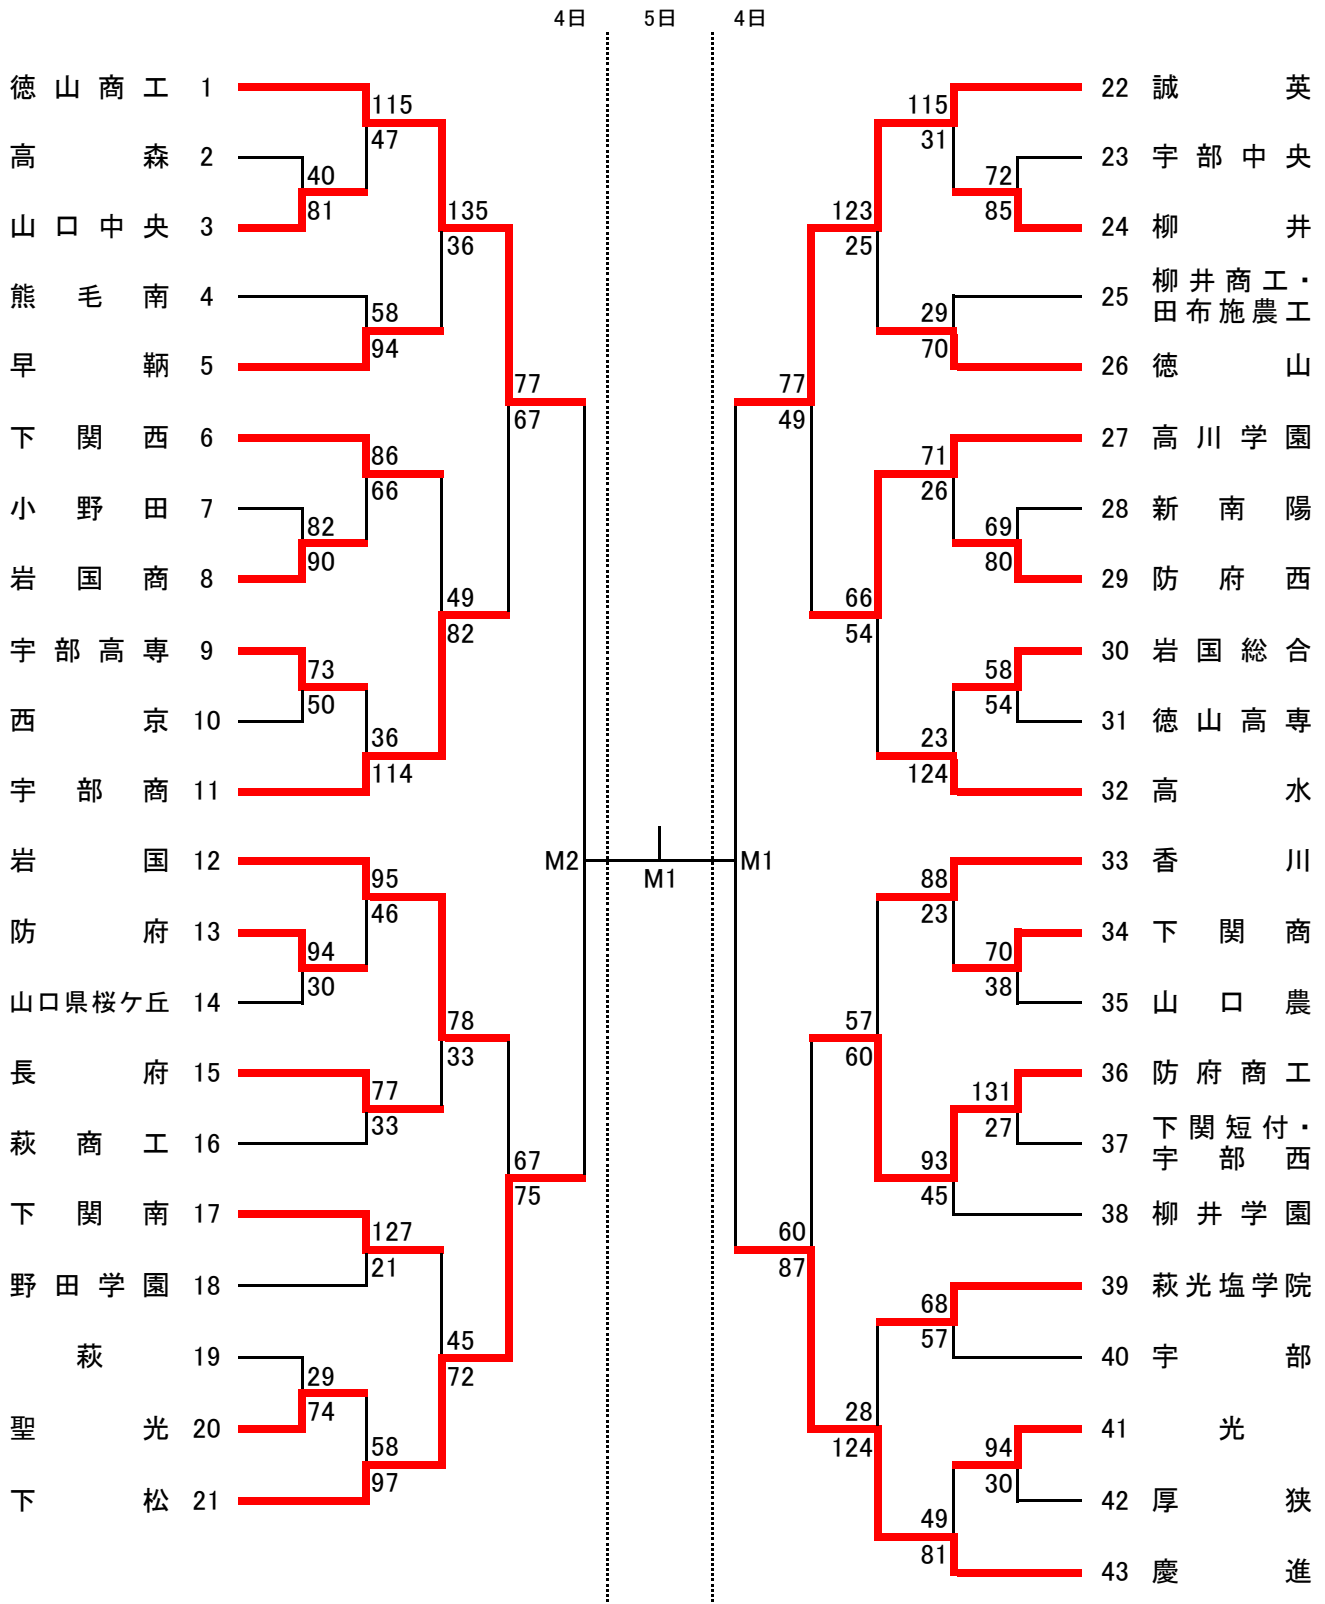 4日 5日 4日
徳山商工 1
115
47
高森 2
40
81
山口中央 3
135
36
熊毛南 4
58
94
早鞆 5
77
67
下関西 6
86
66
小野田 7
82
90
岩国商 8
49
82
宇部高専 9
73
50
西京 10
36
114
宇部商 11
岩国 12
95
46
防府 13
94
30
山口県桜ケ丘 14
78
33
長府 15
77
33
萩商工 16
67
75
下関南 17
127
21
野田学園 18
45
72
萩 19
29
74
聖光 20
58
97
下松 21
M2
M1
M1
22 誠英
115
31
23 宇部中央
72
85
24 柳井
123
25
25 柳井商工・
田布施農工
29
70
26 徳山
77
49
27 高川学園
71
26
28 新南陽
69
80
29 防府西
66
54
30 岩国総合
58
54
31 徳山高専
23
124
32 高水
33 香川
88
23
34 下関商
70
38
35 山口農
57
60
36 防府商工
131
27
37 下関短付・
宇部西
93
45
38 柳井学園
60
87
39 萩光塩学院
68
57
40 宇部
28
124
41 光
94
30
42 厚狭
49
81
43 慶進